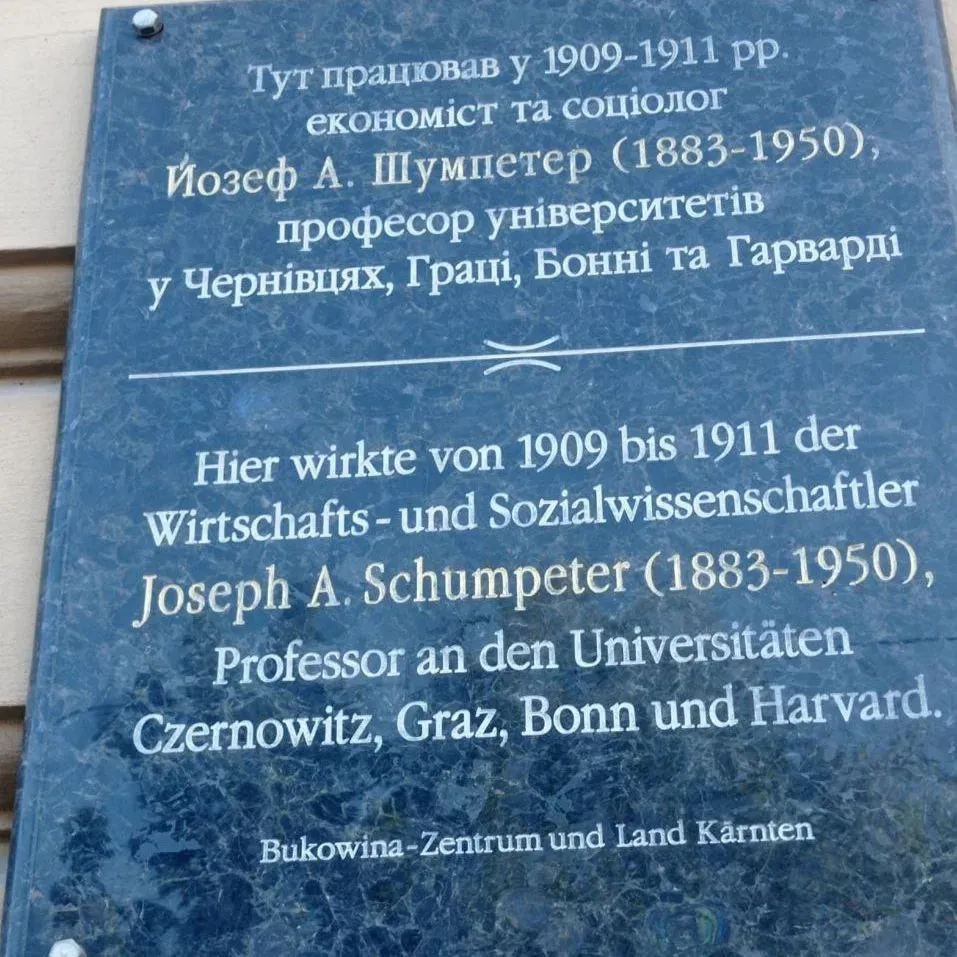 Тут працював у 1909-1911 рр.
економіст та соціолог
Йозеф А. Шумпетер (1883-1950),
професор університетів
у Чернівцях, Граці, Бонні та Гарварді
Hier wirkte von 1909 bis 1911 der
Wirtschafts-und Sozialwissenschaftler
Joseph A. Schumpeter (1883-1950),
Professor an den Universitäten
Czernowitz, Graz, Bonn und Harvard.
Bukowina-Zentrum und Land Kärnten